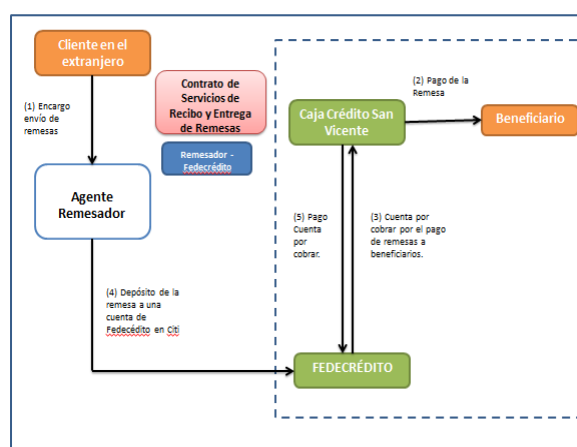 Cliente en el
extranjero
(1) Encargo
envío de
remesas
Contrato de
Servicios de
Recibo y Entrega
de Remesas
Remesador -
Fedecrédito
Agente
Remesador
(4) Depósito de la
remesa a una
cuenta de
Fedecédito en Citi
(2) Pago de la
Remesa
Caja Crédito San
Vicente
Beneficiario
(5) Pago
Cuenta
por
cobrar.
(3) Cuenta por
cobrar por el pago
de remesas a
beneficiarios.
FEDECRÉDITO